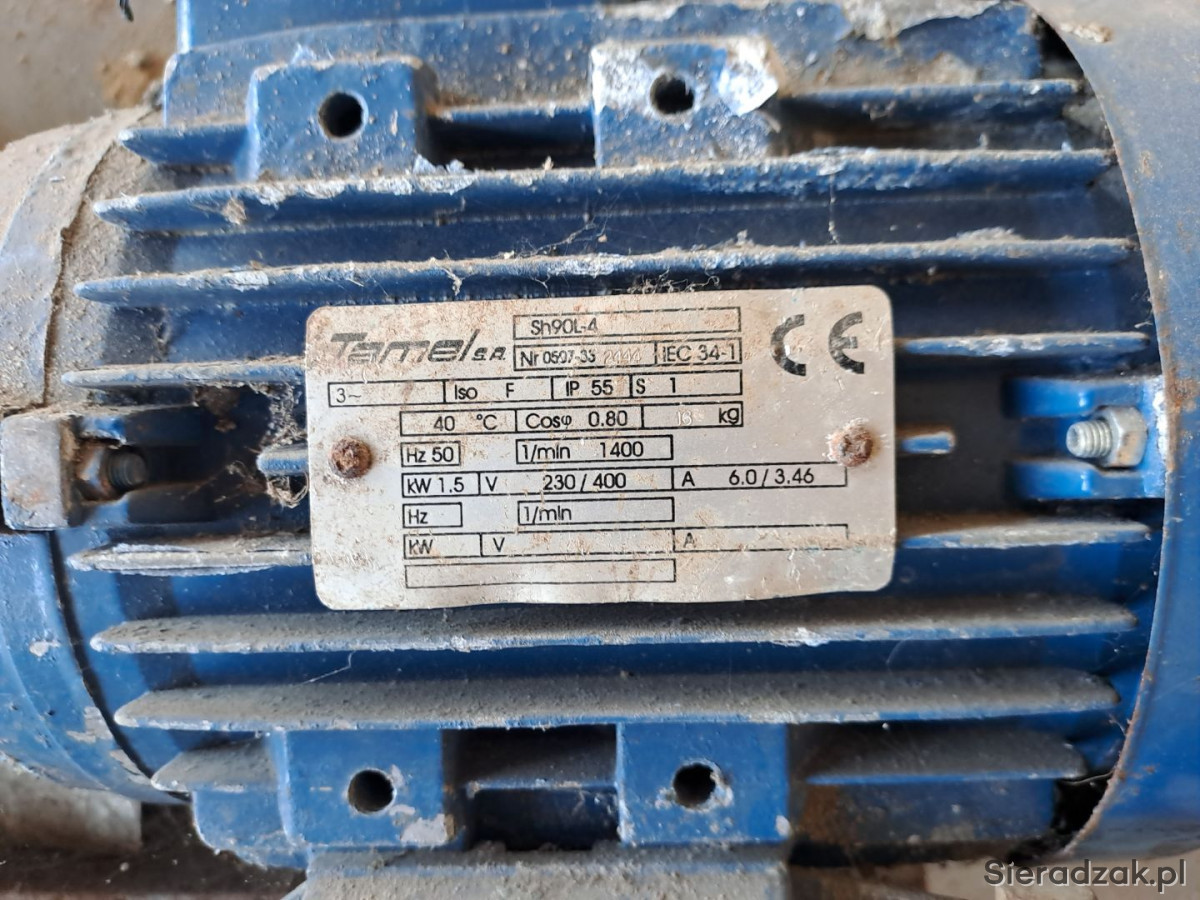 Tamel S.A. Sh90L-4
Nr 0507-33 2444 IEC 34-1
CE
3~ Iso F IP 55 S 1
40 °C Cosφ 0.80 kg
Hz 50 1/min 1400
kW 1.5 V 230 / 400 A 6.0 / 3.46
Hz 1/min
kW V A
Sieradzak.pl